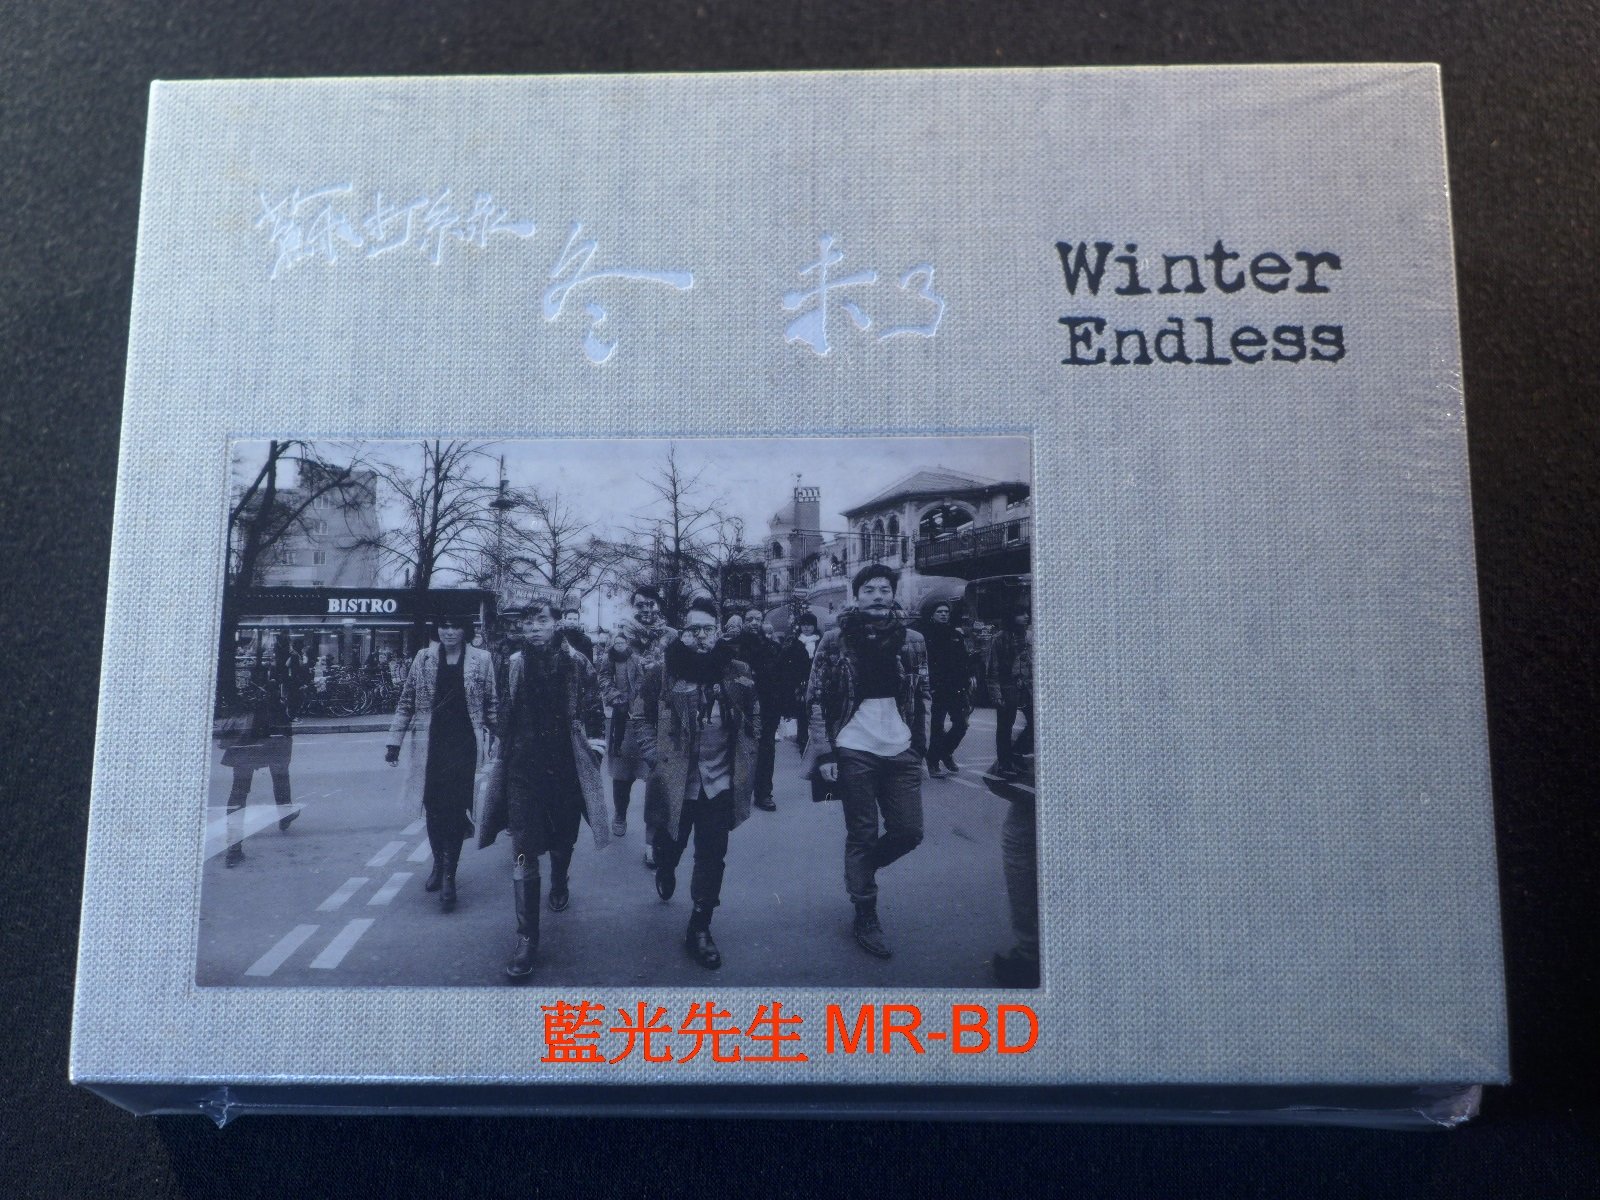 蘇打綠
冬 未了
Winter
Endless
BISTRO
藍光先生 MR-BD